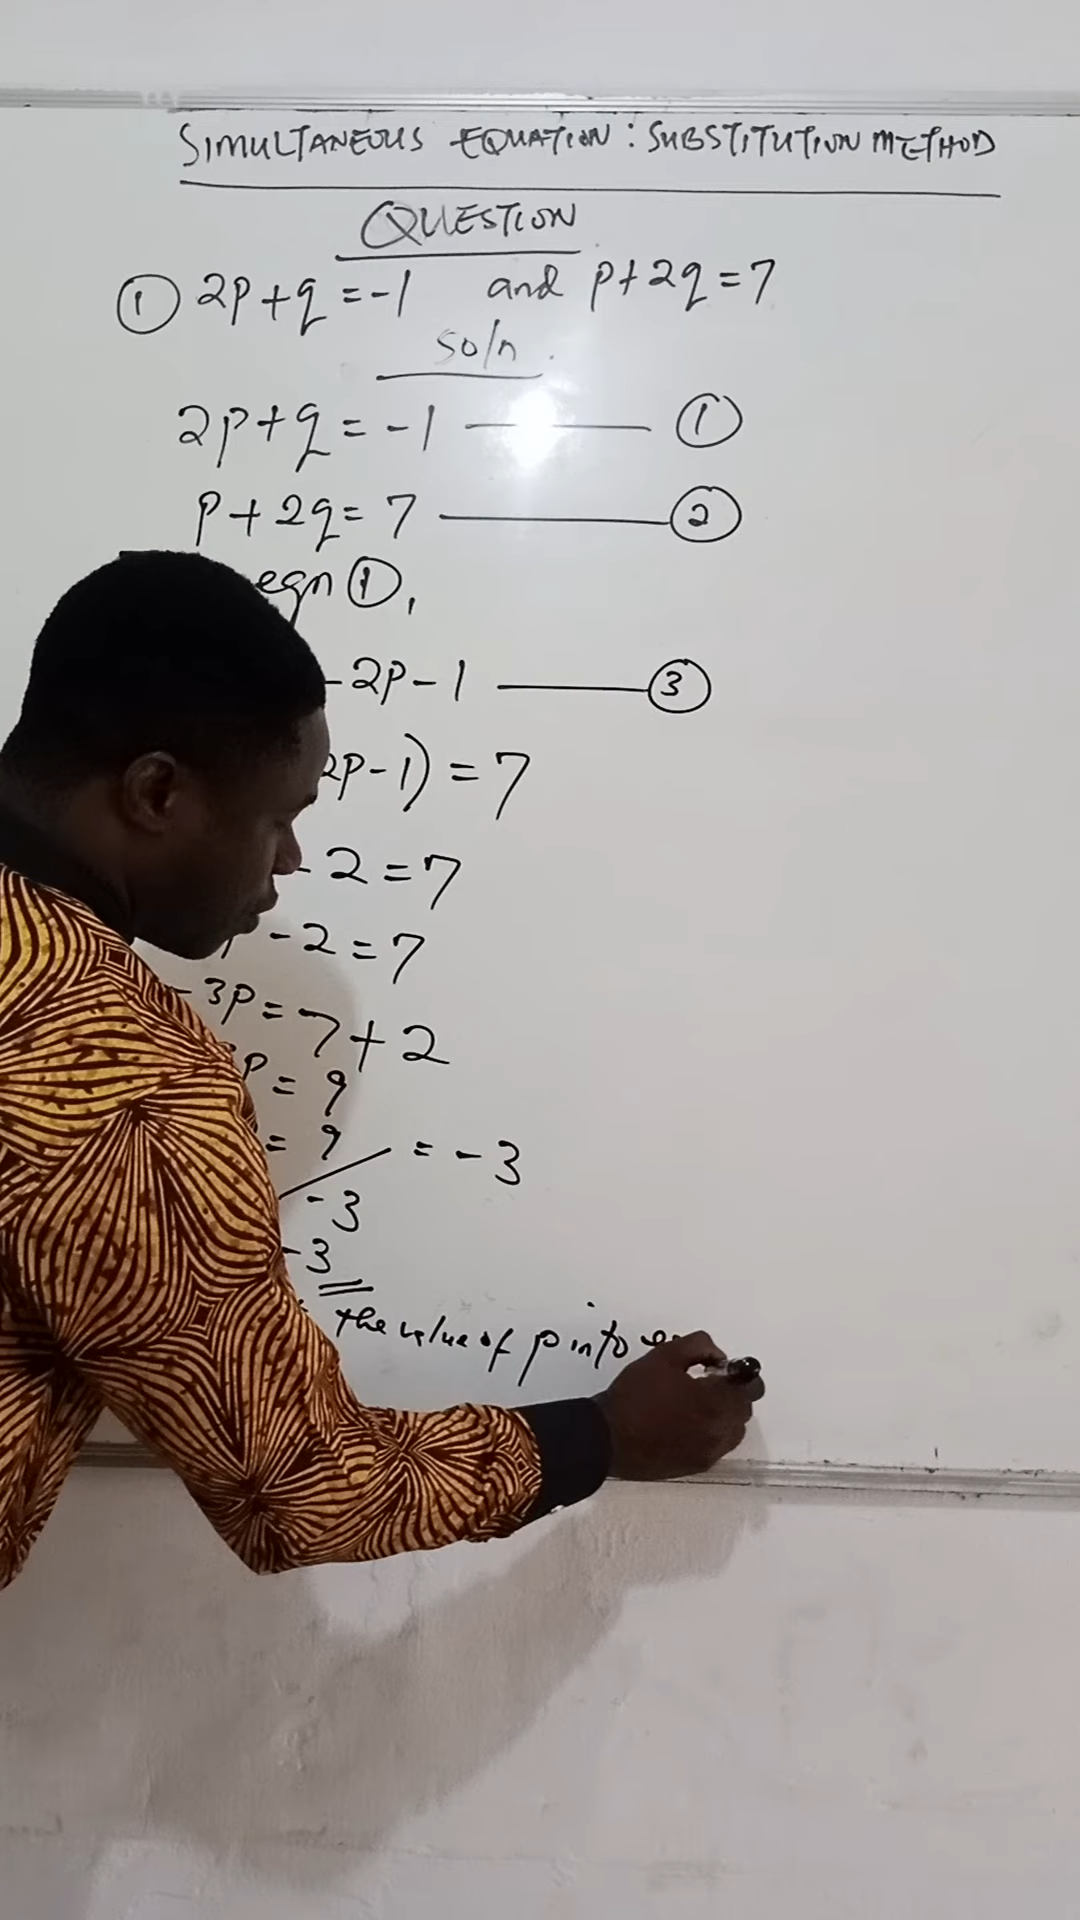 SIMULTANEOUS EQUATION: SUBSTITUTION METHOD
QUESTION
① 2p+q=-1 and p+2q=7
soln.
2p+q=-1 — ①
p+2q=7 — ②
eqn ①,
-2p-1 — ③
2p-1)=7
-2=7
-2=7
-3p=7+2
p=9
=9/-3=-3
-3
the value of p into